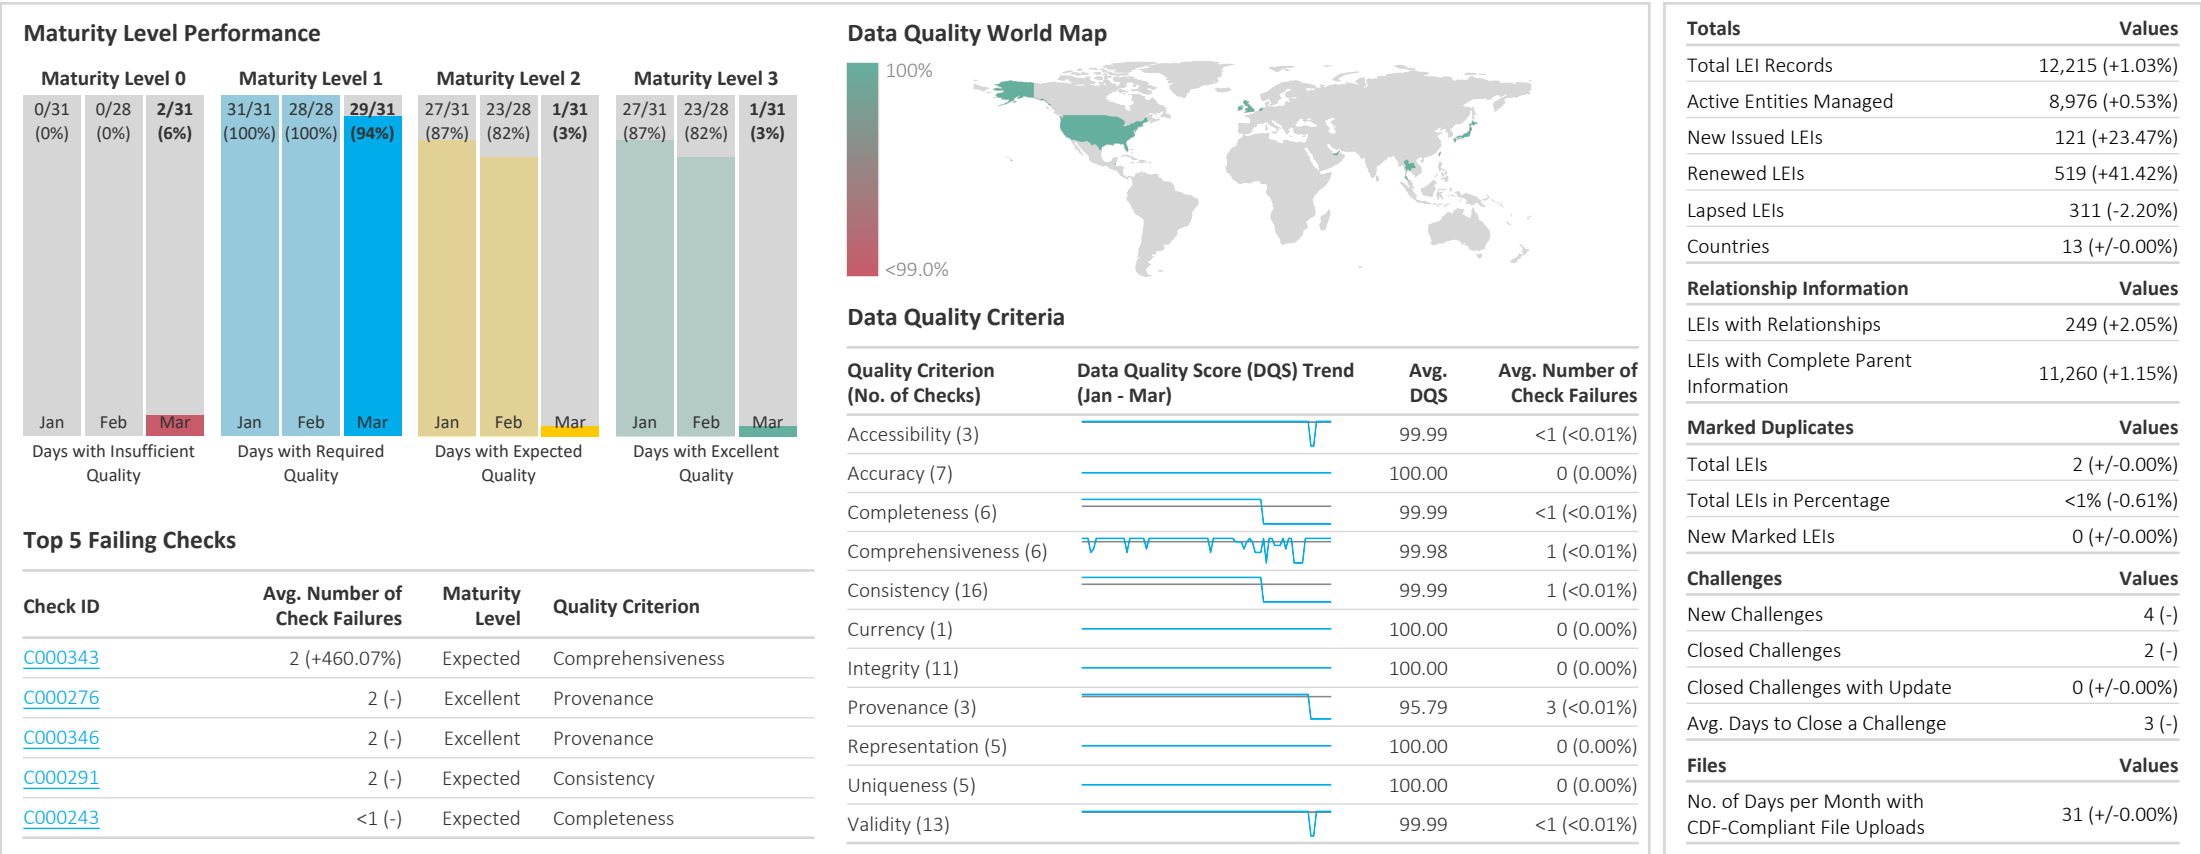 Maturity Level Performance
Maturity Level 0
Maturity Level 1
Maturity Level 2
Maturity Level 3
0/31 0/28 2/31
(0%) (0%) (6%)
Jan Feb Mar
Days with Insufficient
Quality
31/31 28/28 29/31
(100%) (100%) (94%)
Jan Feb Mar
Days with Required
Quality
27/31 23/28 1/31
(87%) (82%) (3%)
Jan Feb Mar
Days with Expected
Quality
27/31 23/28 1/31
(87%) (82%) (3%)
Jan Feb Mar
Days with Excellent
Quality
Top 5 Failing Checks
Check ID Avg. Number of Check Failures Maturity Level Quality Criterion
C000343 2 (+460.07%) Expected Comprehensiveness
C000276 2 (-) Excellent Provenance
C000346 2 (-) Excellent Provenance
C000291 2 (-) Expected Consistency
C000243 <1 (-) Expected Completeness
Data Quality World Map
100%
<99.0%
Data Quality Criteria
Quality Criterion (No. of Checks) Data Quality Score (DQS) Trend (Jan - Mar) Avg. DQS Avg. Number of Check Failures
Accessibility (3) 99.99 <1 (<0.01%)
Accuracy (7) 100.00 0 (0.00%)
Completeness (6) 99.99 <1 (<0.01%)
Comprehensiveness (6) 99.98 1 (<0.01%)
Consistency (16) 99.99 1 (<0.01%)
Currency (1) 100.00 0 (0.00%)
Integrity (11) 100.00 0 (0.00%)
Provenance (3) 95.79 3 (<0.01%)
Representation (5) 100.00 0 (0.00%)
Uniqueness (5) 100.00 0 (0.00%)
Validity (13) 99.99 <1 (<0.01%)
Totals Values
Total LEI Records 12,215 (+1.03%)
Active Entities Managed 8,976 (+0.53%)
New Issued LEIs 121 (+23.47%)
Renewed LEIs 519 (+41.42%)
Lapsed LEIs 311 (-2.20%)
Countries 13 (+/-0.00%)
Relationship Information Values
LEIs with Relationships 249 (+2.05%)
LEIs with Complete Parent
Information 11,260 (+1.15%)
Marked Duplicates Values
Total LEIs 2 (+/-0.00%)
Total LEIs in Percentage <1% (-0.61%)
New Marked LEIs 0 (+/-0.00%)
Challenges Values
New Challenges 4 (-)
Closed Challenges 2 (-)
Closed Challenges with Update 0 (+/-0.00%)
Avg. Days to Close a Challenge 3 (-)
Files Values
No. of Days per Month with
CDF-Compliant File Uploads 31 (+/-0.00%)